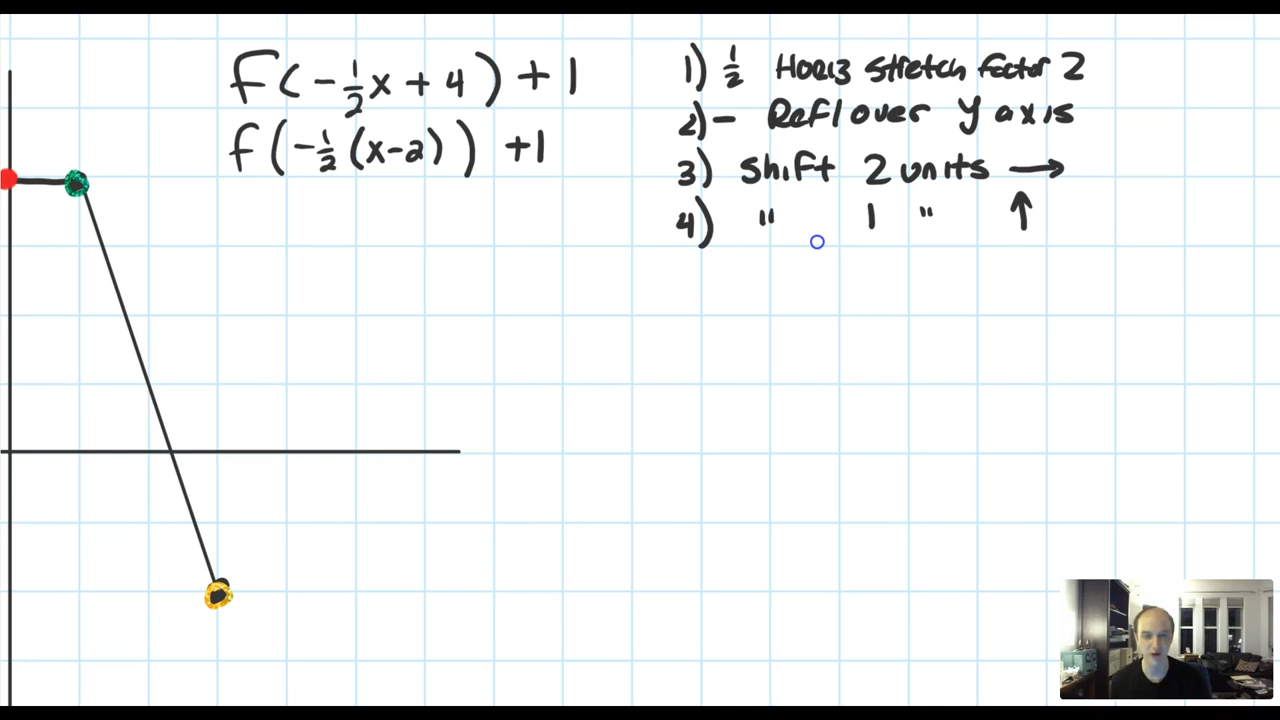 f(-½x + 4) + 1
f(-½(x-2)) + 1
1) ½ Horiz stretch factor 2
2) - Refl over y axis
3) shift 2 units →
4) " 1 " ↑